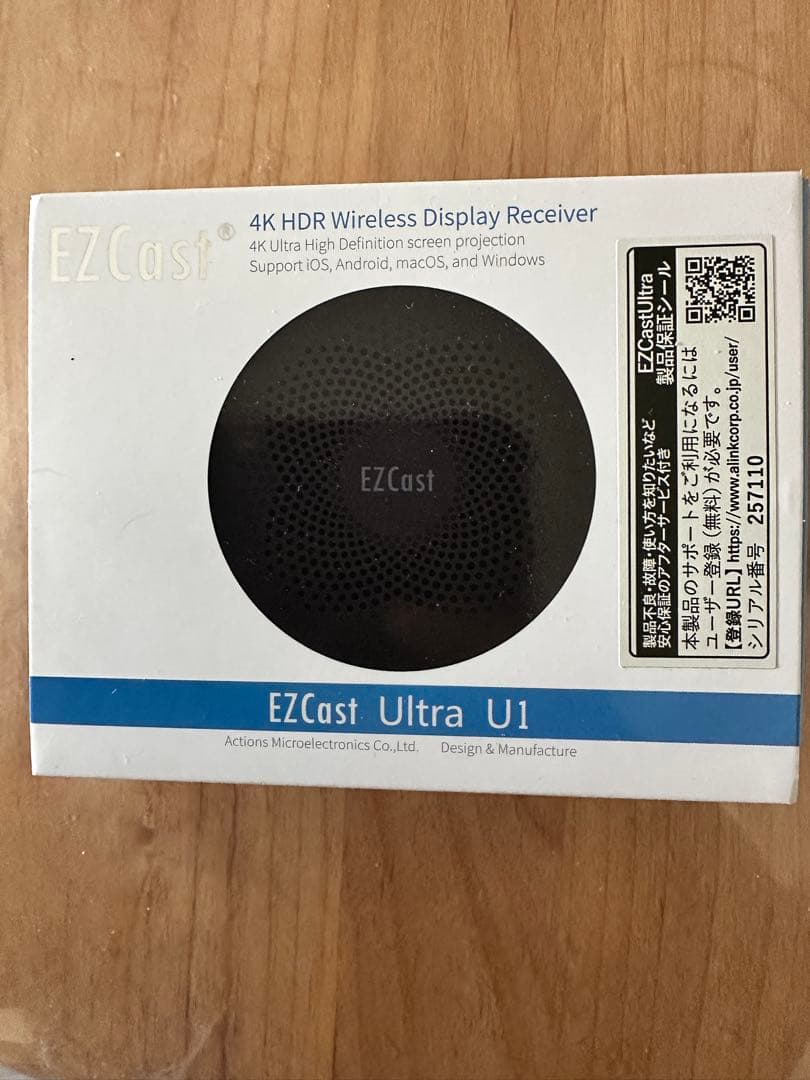 EZCast®
4K HDR Wireless Display Receiver
4K Ultra High Definition screen projection
Support iOS, Android, macOS, and Windows
EZCast
EZCast Ultra U1
Actions Microelectronics Co.,Ltd. Design & Manufacture
製品不良・故障・使い方を知りたいなど
安心保証のアフターサービス付き
EZCastUltra
製品保証シール
本製品のサポートをご利用になるには
ユーザー登録(無料)が必要です。
【登録URL】https://www.alinkcorp.co.jp/user/
シリアル番号 257110